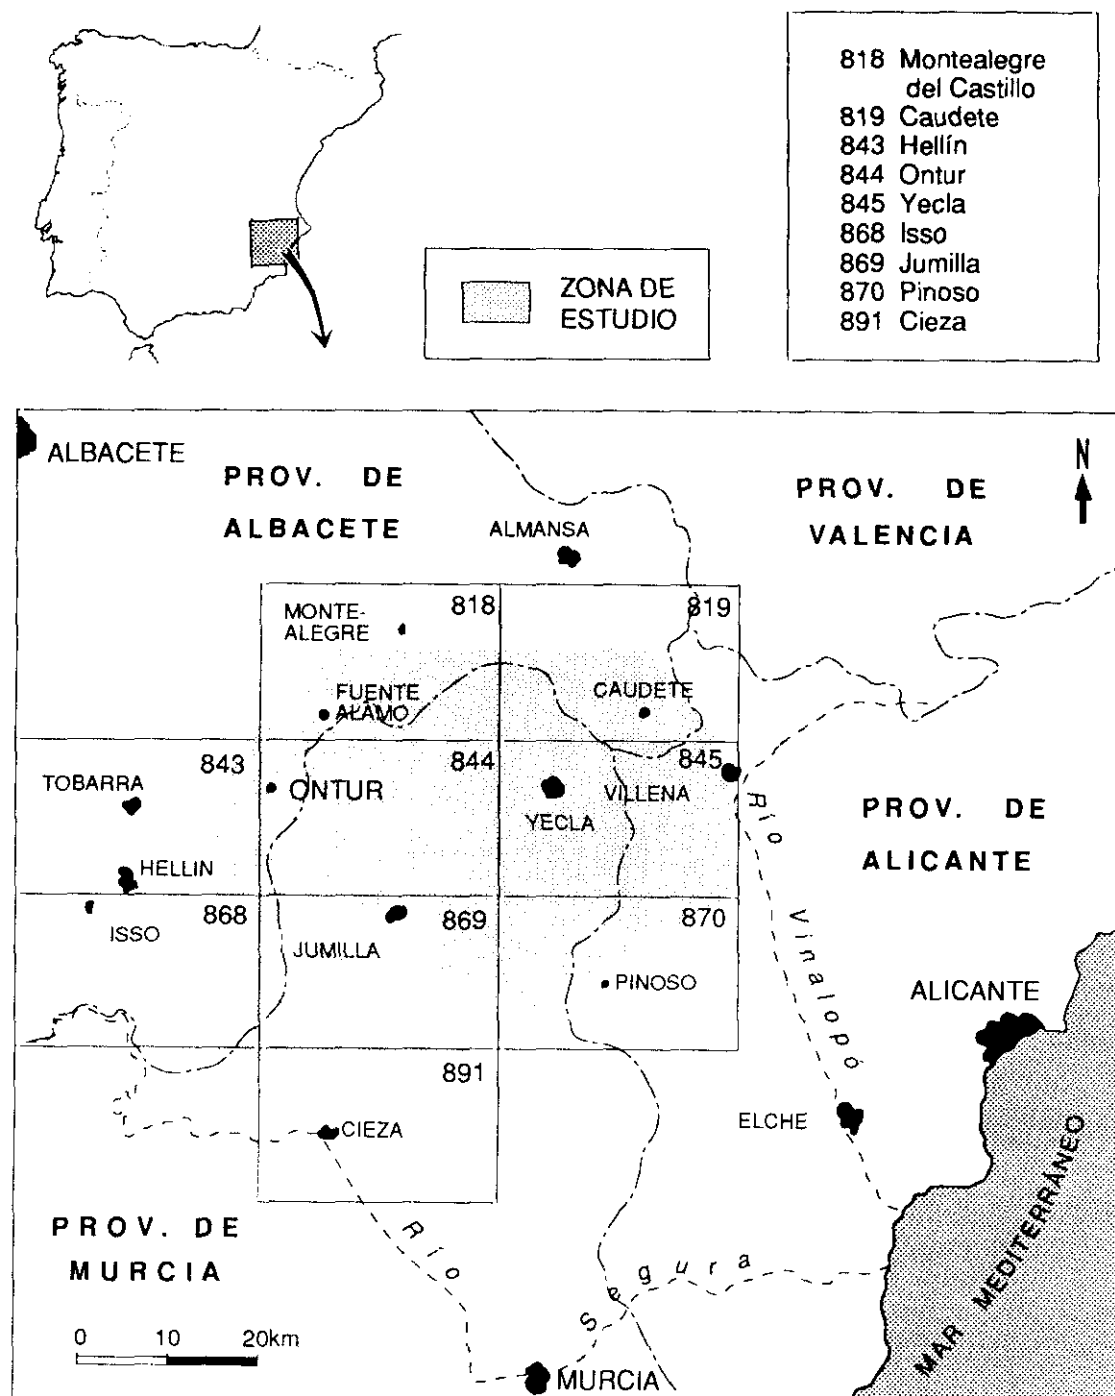 818 Montealegre
del Castillo
819 Caudete
843 Hellín
844 Ontur
845 Yecla
868 Isso
869 Jumilla
870 Pinoso
891 Cieza
ZONA DE
ESTUDIO
ALBACETE
PROV. DE
ALBACETE
N
PROV. DE
VALENCIA
ALMANSA
MONTE-
ALEGRE
818
819
FUENTE
ALAMO
CAUDETE
843
844
845
TOBARRA
ONTUR
YECLA
VILLENA
Río Vinalopó
PROV. DE
ALICANTE
HELLIN
ISSO
868
869
870
JUMILLA
PINOSO
ALICANTE
891
CIEZA
ELCHE
MAR MEDITERRÁNEO
PROV. DE
MURCIA
Río Segura
0 10 20km
MURCIA